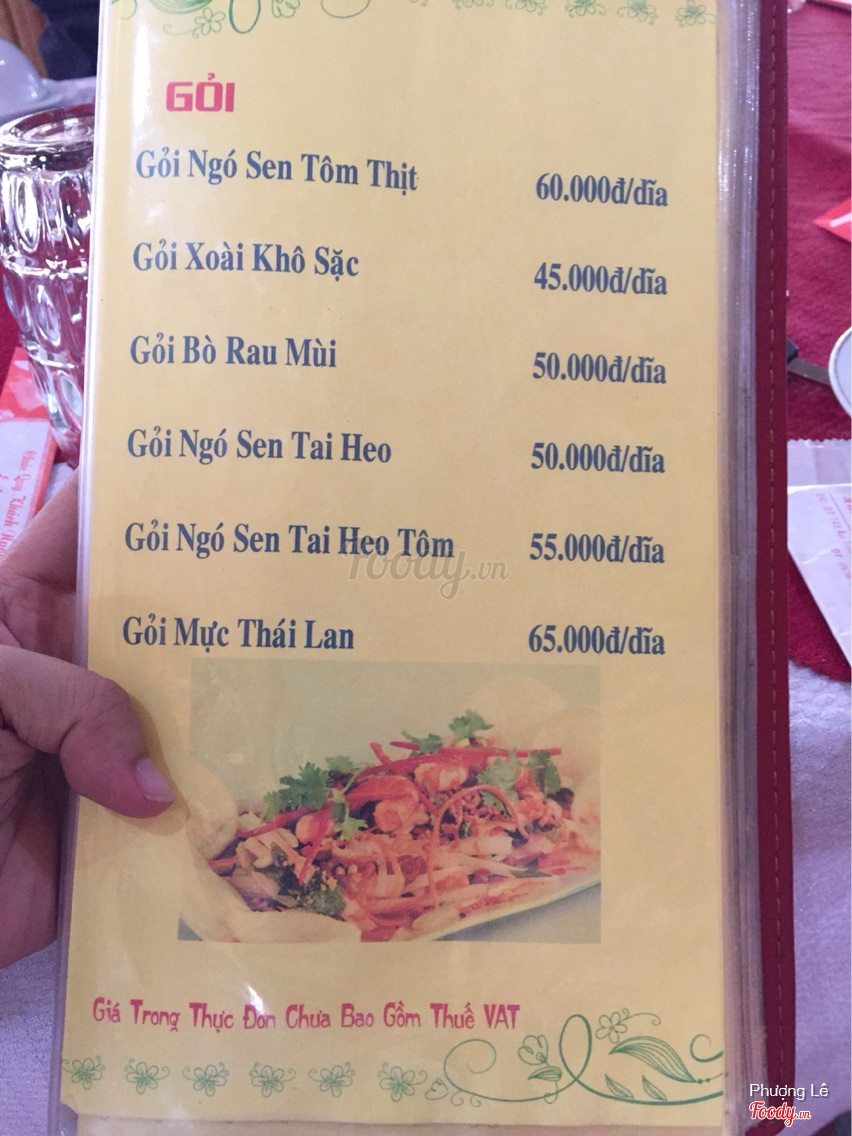 GỎI
Gỏi Ngó Sen Tôm Thịt 60.000đ/dĩa
Gỏi Xoài Khô Sặc 45.000đ/dĩa
Gỏi Bò Rau Mùi 50.000đ/dĩa
Gỏi Ngó Sen Tai Heo 50.000đ/dĩa
Gỏi Ngó Sen Tai Heo Tôm 55.000đ/dĩa
foody.vn
Gỏi Mực Thái Lan 65.000đ/dĩa
Giá Trong Thực Đơn Chưa Bao Gồm Thuế VAT
Phượng Lê
Foody.vn